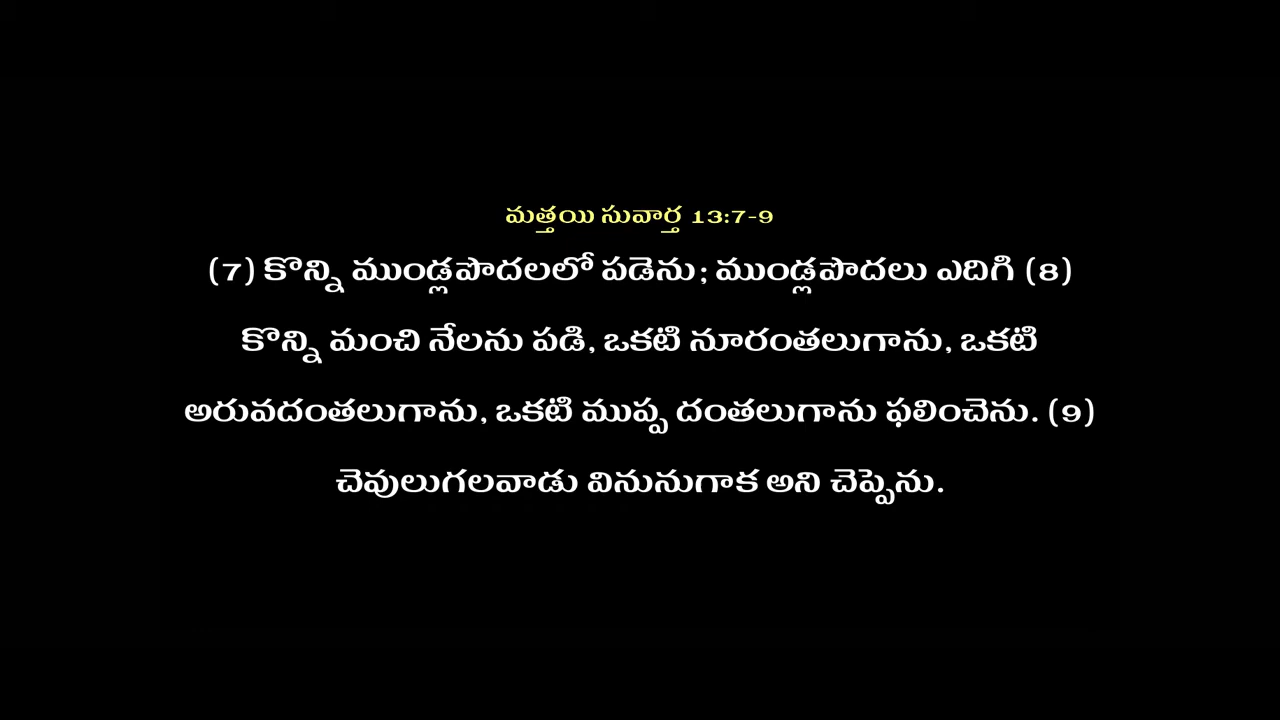 మత్తయి సువార్త 13:7-9
(7) కొన్ని ముండ్లపొదలలో పడెను; ముండ్లపొదలు ఎదిగి (8)
కొన్ని మంచి నేలను పడి, ఒకటి నూరంతలుగాను, ఒకటి
అరువదంతలుగాను, ఒకటి ముప్ప దంతలుగాను ఫలించెను. (9)
చెవులుగలవాడు వినునుగాక అని చెప్పెను.